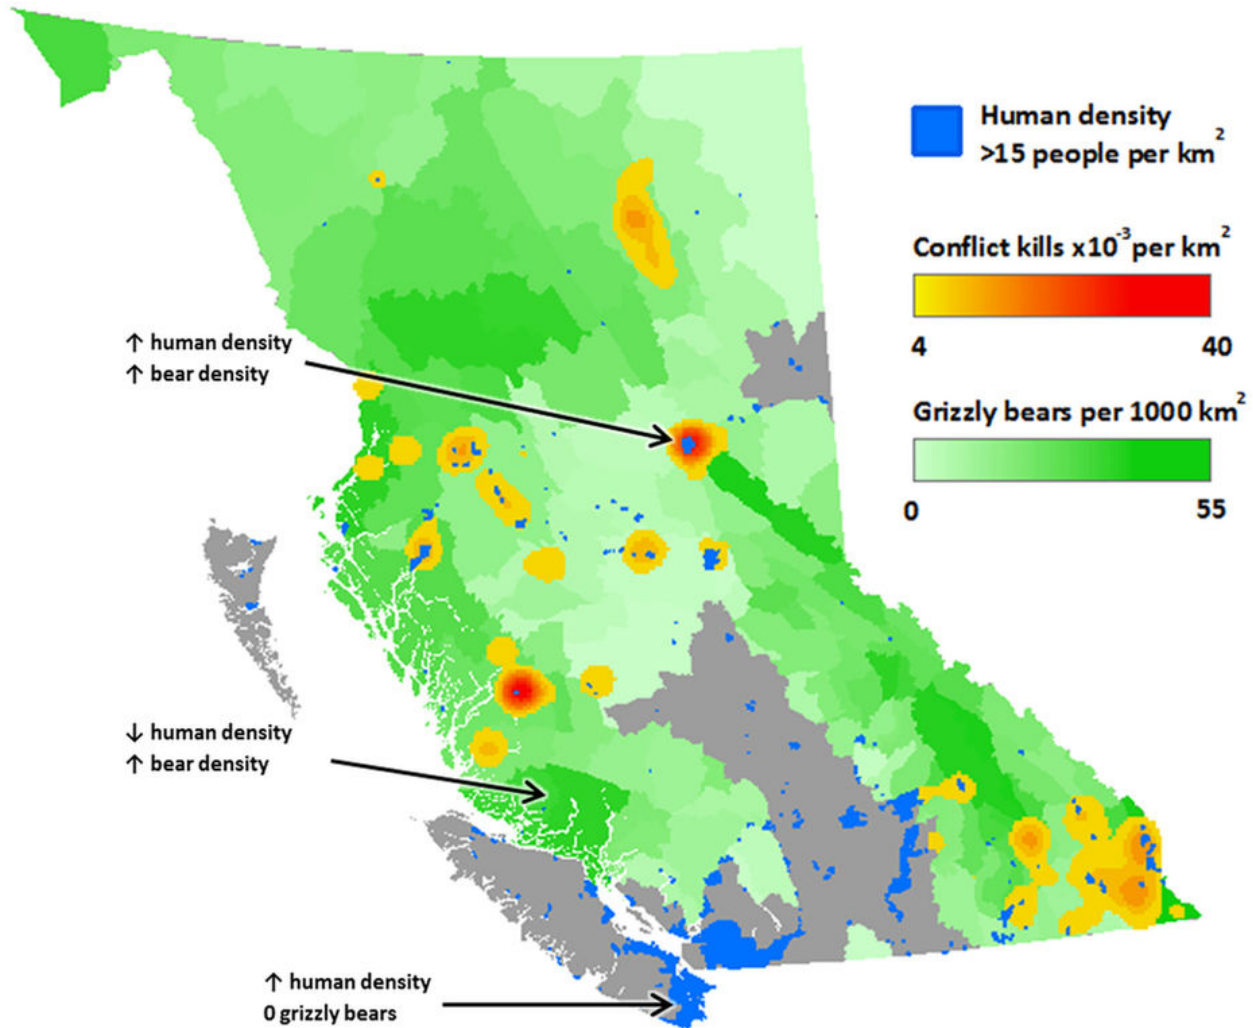 Human density
>15 people per km²
Conflict kills x10⁻³ per km²
4 40
↑ human density
↑ bear density
Grizzly bears per 1000 km²
0 55
↓ human density
↑ bear density
↑ human density
0 grizzly bears